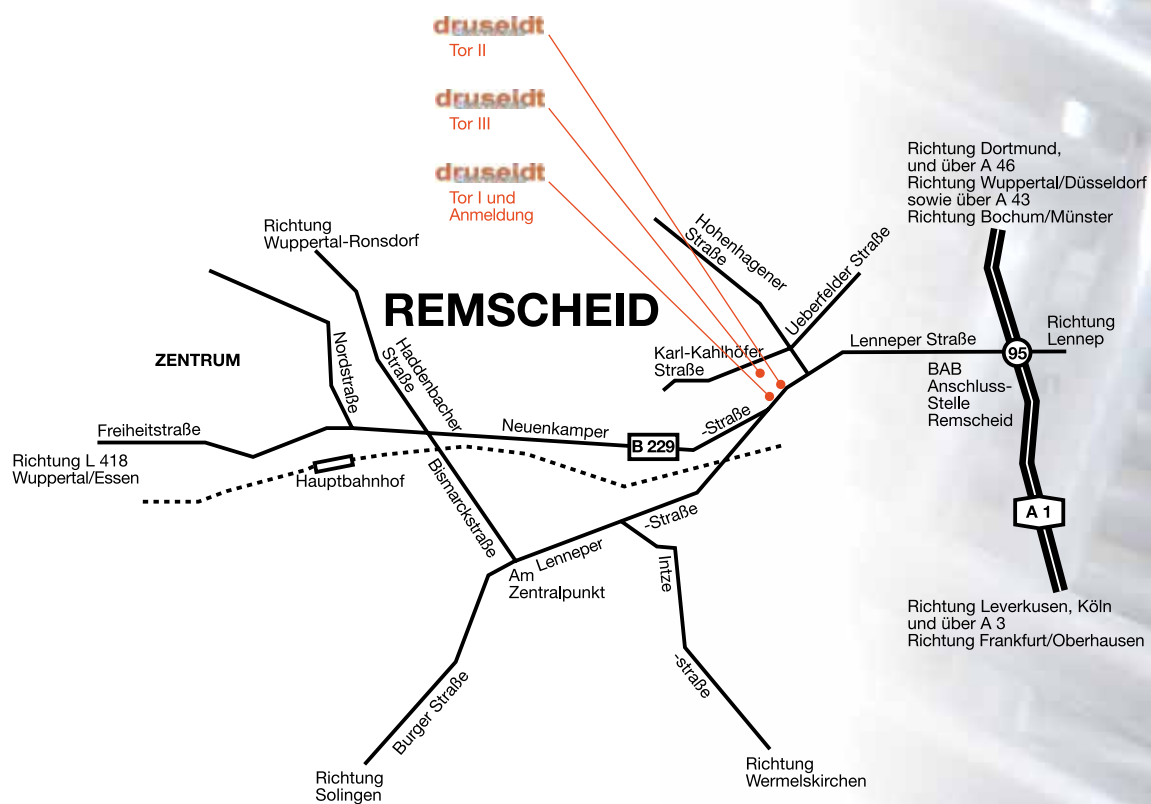 druseidt
Tor II
druseidt
Tor III
druseidt
Tor I und
Anmeldung
Richtung Dortmund,
und über A 46
Richtung Wuppertal/Düsseldorf
sowie über A 43
Richtung Bochum/Münster
Richtung
Wuppertal-Ronsdorf
Hohenhagener
Straße
Ueberfelder Straße
REMSCHEID
ZENTRUM
Nordstraße
Haddenbacher
Straße
Karl-Kahlhöfer
Straße
Lenneper Straße
Richtung
Lennep
95
BAB
Anschluss-
Stelle
Remscheid
Freiheitstraße
Neuenkamper
B 229
-Straße
Richtung L 418
Wuppertal/Essen
Hauptbahnhof
Bismarckstraße
A 1
Lenneper
-Straße
Am
Zentralpunkt
Intze
-straße
Richtung Leverkusen, Köln
und über A 3
Richtung Frankfurt/Oberhausen
Burger Straße
Richtung
Solingen
Richtung
Wermelskirchen